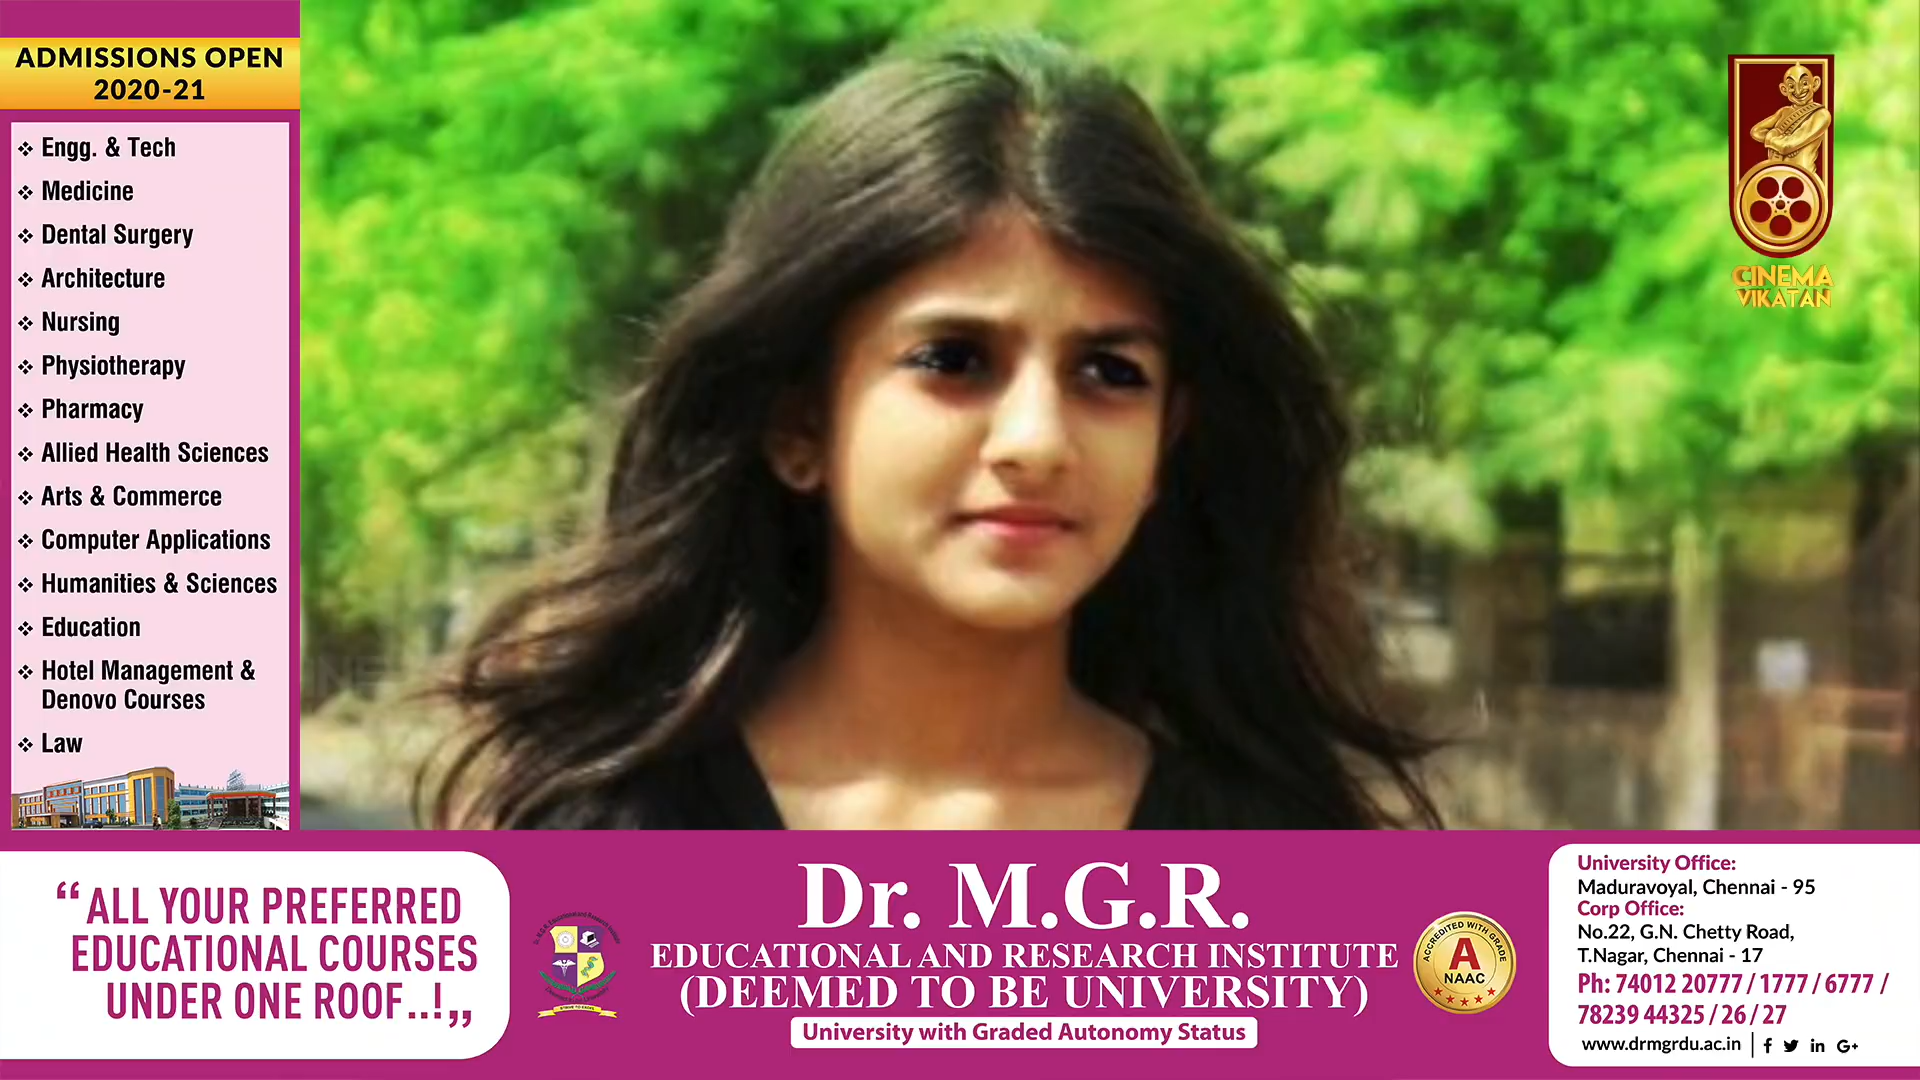 ADMISSIONS OPEN
2020-21
Engg. & Tech
Medicine
Dental Surgery
Architecture
Nursing
Physiotherapy
Pharmacy
Allied Health Sciences
Arts & Commerce
Computer Applications
Humanities & Sciences
Education
Hotel Management &
Denovo Courses
Law
CINEMA
VIKATAN
“ALL YOUR PREFERRED
EDUCATIONAL COURSES
UNDER ONE ROOF..!„
Dr. M.G.R.
EDUCATIONAL AND RESEARCH INSTITUTE
(DEEMED TO BE UNIVERSITY)
University with Graded Autonomy Status
ACCREDITED WITH GRADE
A
NAAC
University Office:
Maduravoyal, Chennai - 95
Corp Office:
No.22, G.N. Chetty Road,
T.Nagar, Chennai - 17
Ph: 74012 20777 / 1777 / 6777 /
78239 44325 / 26 / 27
www.drmgrdu.ac.in